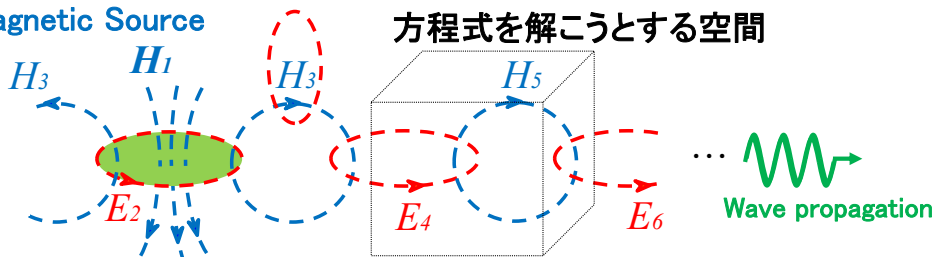 agnetic Source
方程式を解こうとする空間
H3
H1
H3
H5
E2
E4
E6
...
Wave propagation